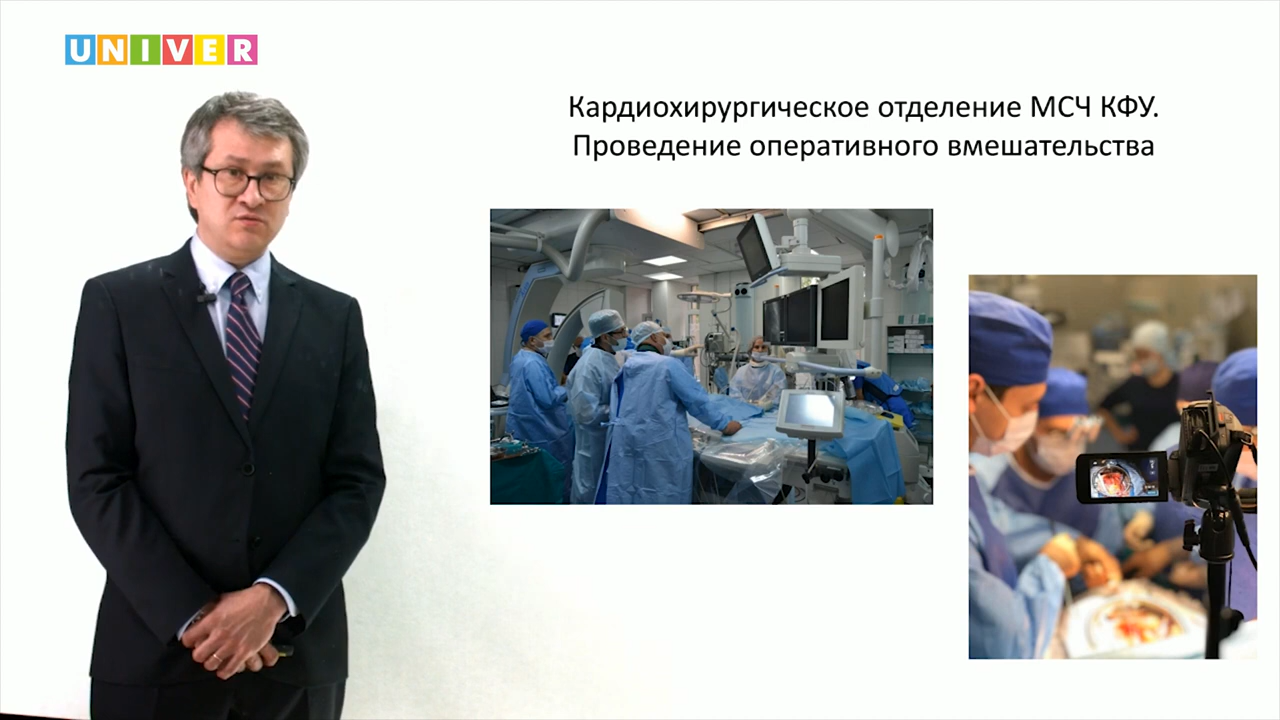 UNIVER
Кардиохирургическое отделение МСЧ КФУ.
Проведение оперативного вмешательства